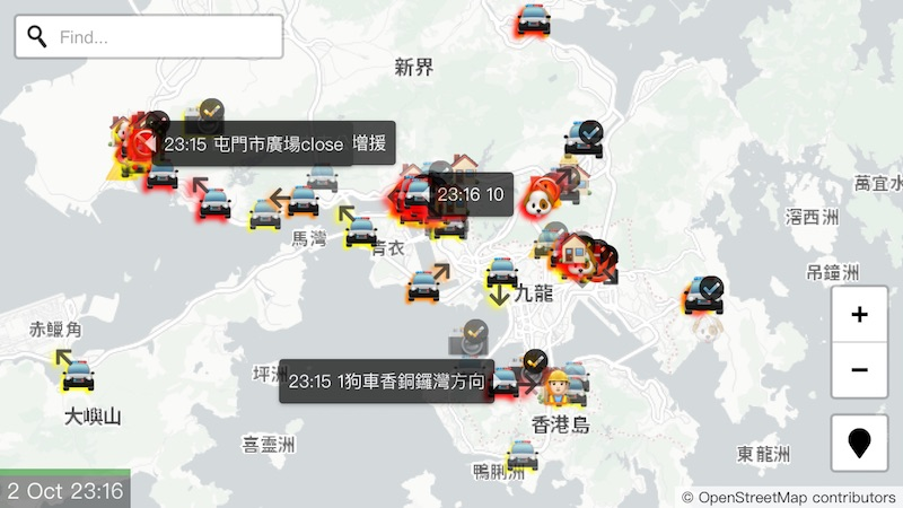 Find...
新界
23:15 屯門市廣場close 增援
萬宜水
23:16 10
滘西洲
馬灣
青衣
吊鐘洲
九龍
赤鱲角
坪洲
23:15 1狗車香銅鑼灣方向
大嶼山
香港島
喜靈洲
東龍洲
鴨脷洲
2 Oct 23:16
© OpenStreetMap contributors